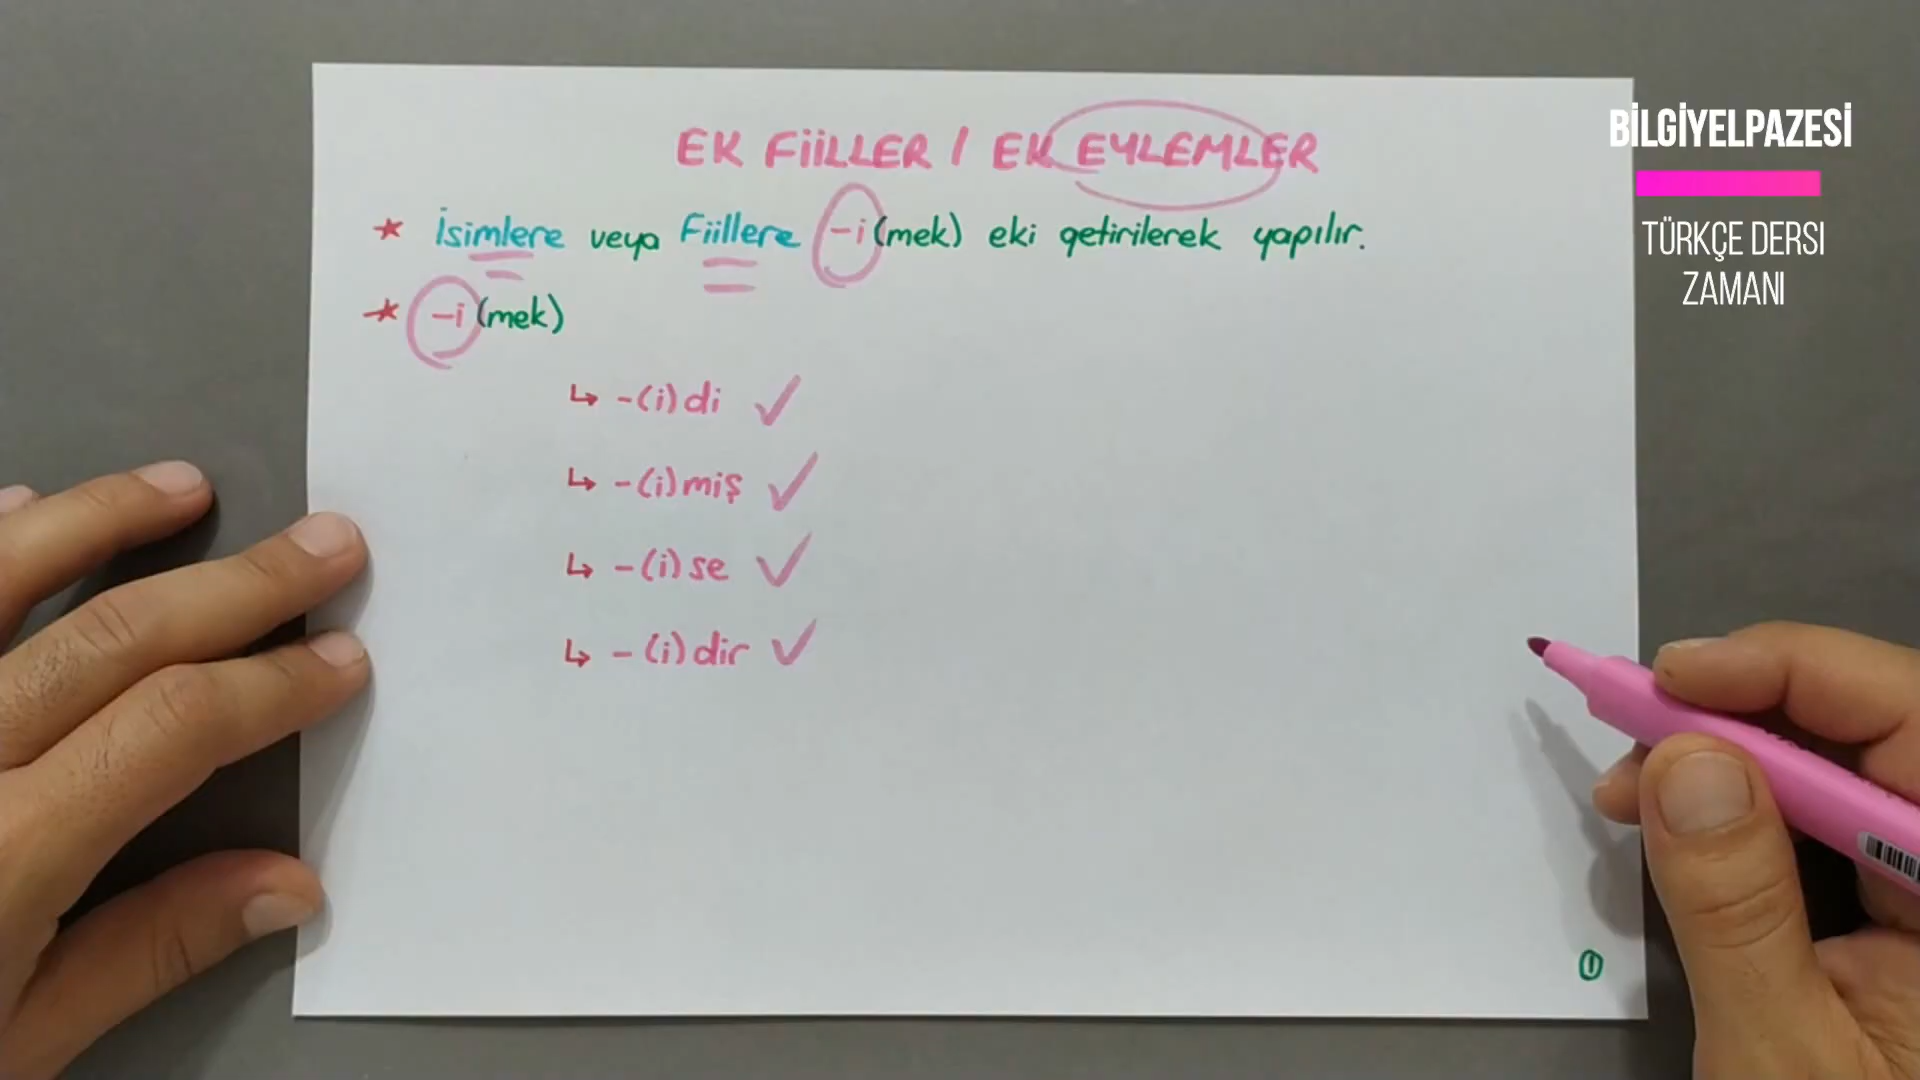 EK FİİLLER / EK EYLEMLER
* İsimlere veya Fiillere -i(mek) eki getirilerek yapılır.
* -i(mek)
↳ -(i)di ✓
↳ -(i)miş ✓
↳ -(i)se ✓
↳ -(i)dir ✓
1
BİLGİYELPAZESİ
TÜRKÇE DERSI
ZAMANI